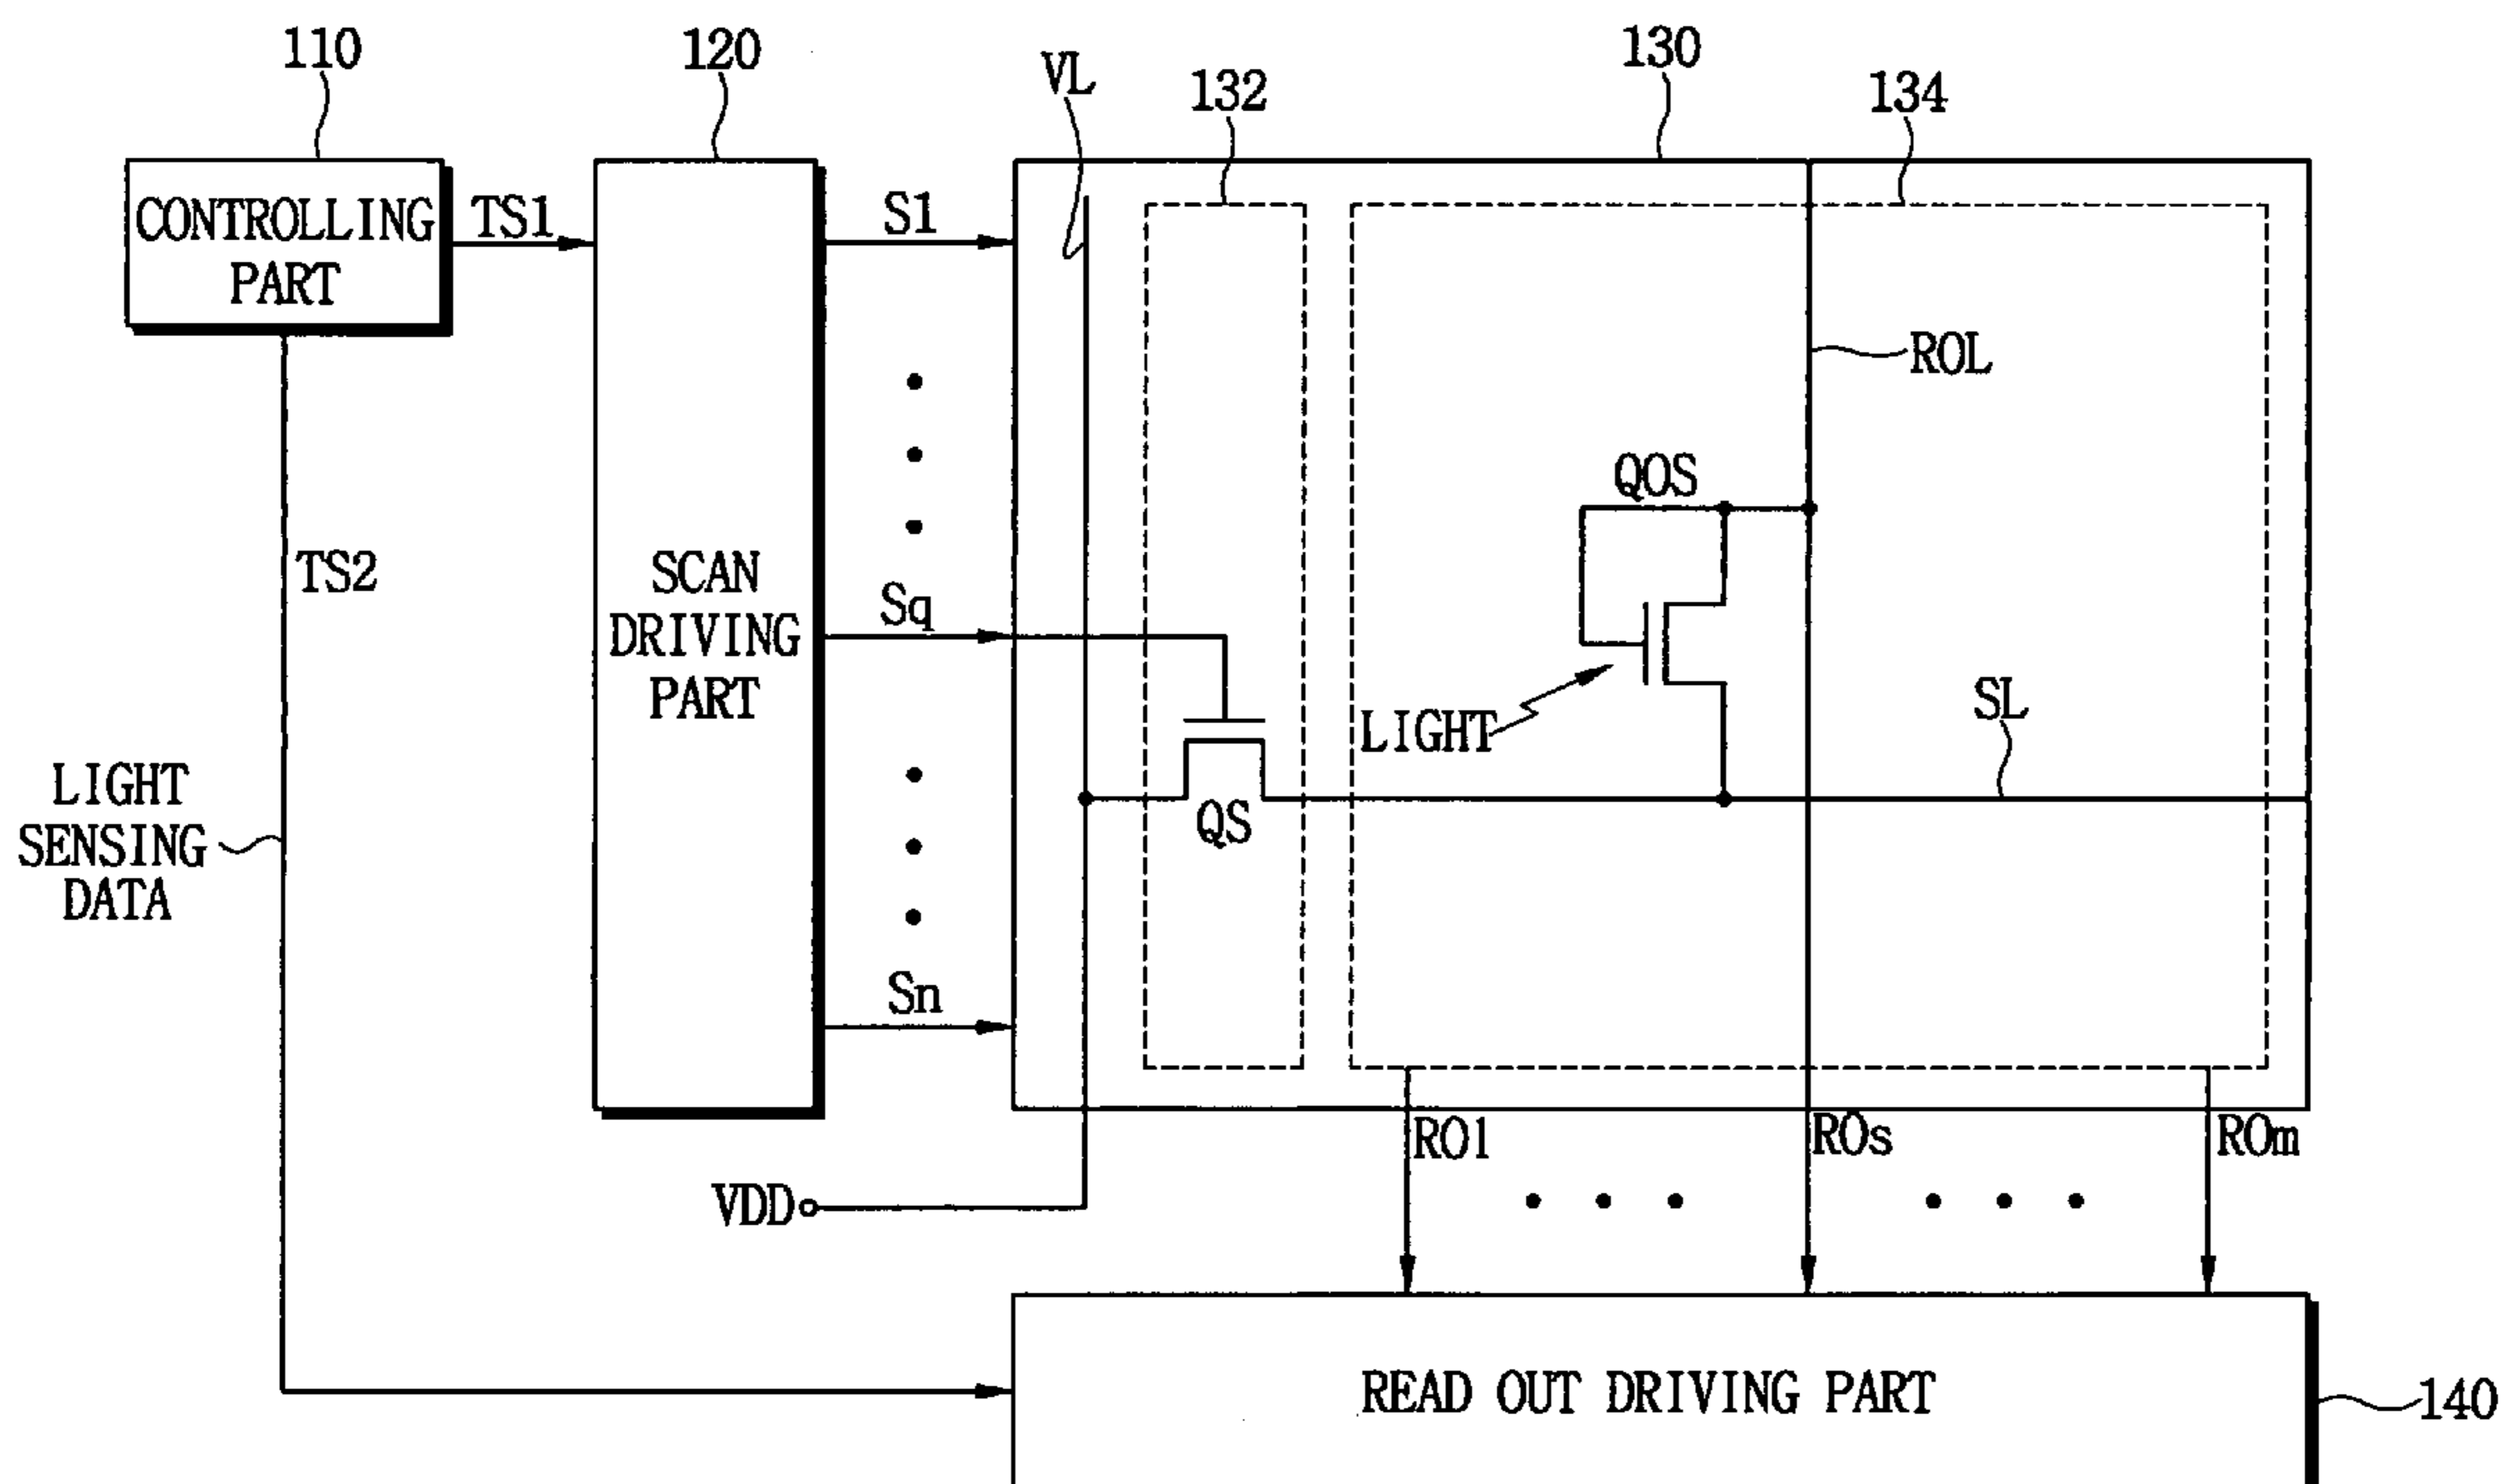 110
120
VL
132
130
134
CONTROLLING
PART
TS1
S1
ROL
QOS
TS2
SCAN
DRIVING
PART
Sq
LIGHT
SL
QS
LIGHT
SENSING
DATA
Sn
RO1
ROs
ROm
VDD
READ OUT DRIVING PART
140